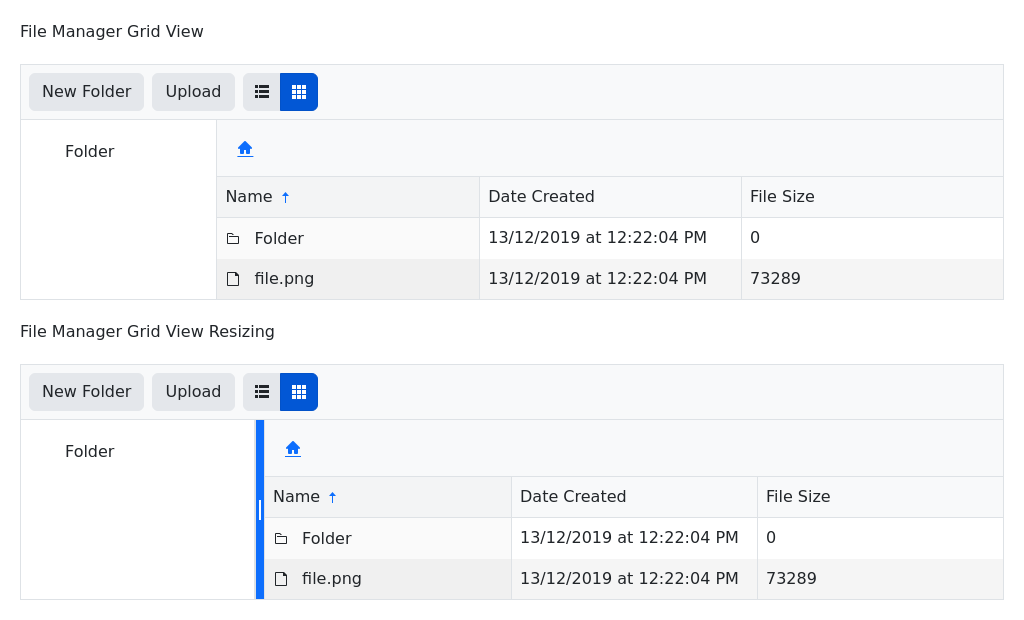 File Manager Grid View
New Folder Upload
Folder
Name Date Created File Size
Folder 13/12/2019 at 12:22:04 PM 0
file.png 13/12/2019 at 12:22:04 PM 73289
File Manager Grid View Resizing
New Folder Upload
Folder
Name Date Created File Size
Folder 13/12/2019 at 12:22:04 PM 0
file.png 13/12/2019 at 12:22:04 PM 73289